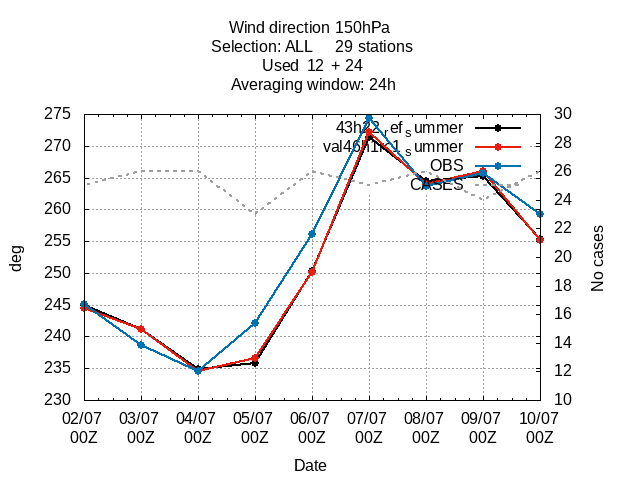 Wind direction 150hPa
Selection: ALL 29 stations
Used 12 + 24
Averaging window: 24h
275 30
270 28
265 26
260 24
255 22
250 20
245 18
240 16
235 14
230 12
10
43h22_ref_summer
OBS
CASES
deg
No cases
02/07 03/07 04/07 05/07 06/07 07/07 08/07 09/07 10/07
00Z 00Z 00Z 00Z 00Z 00Z 00Z 00Z 00Z
Date